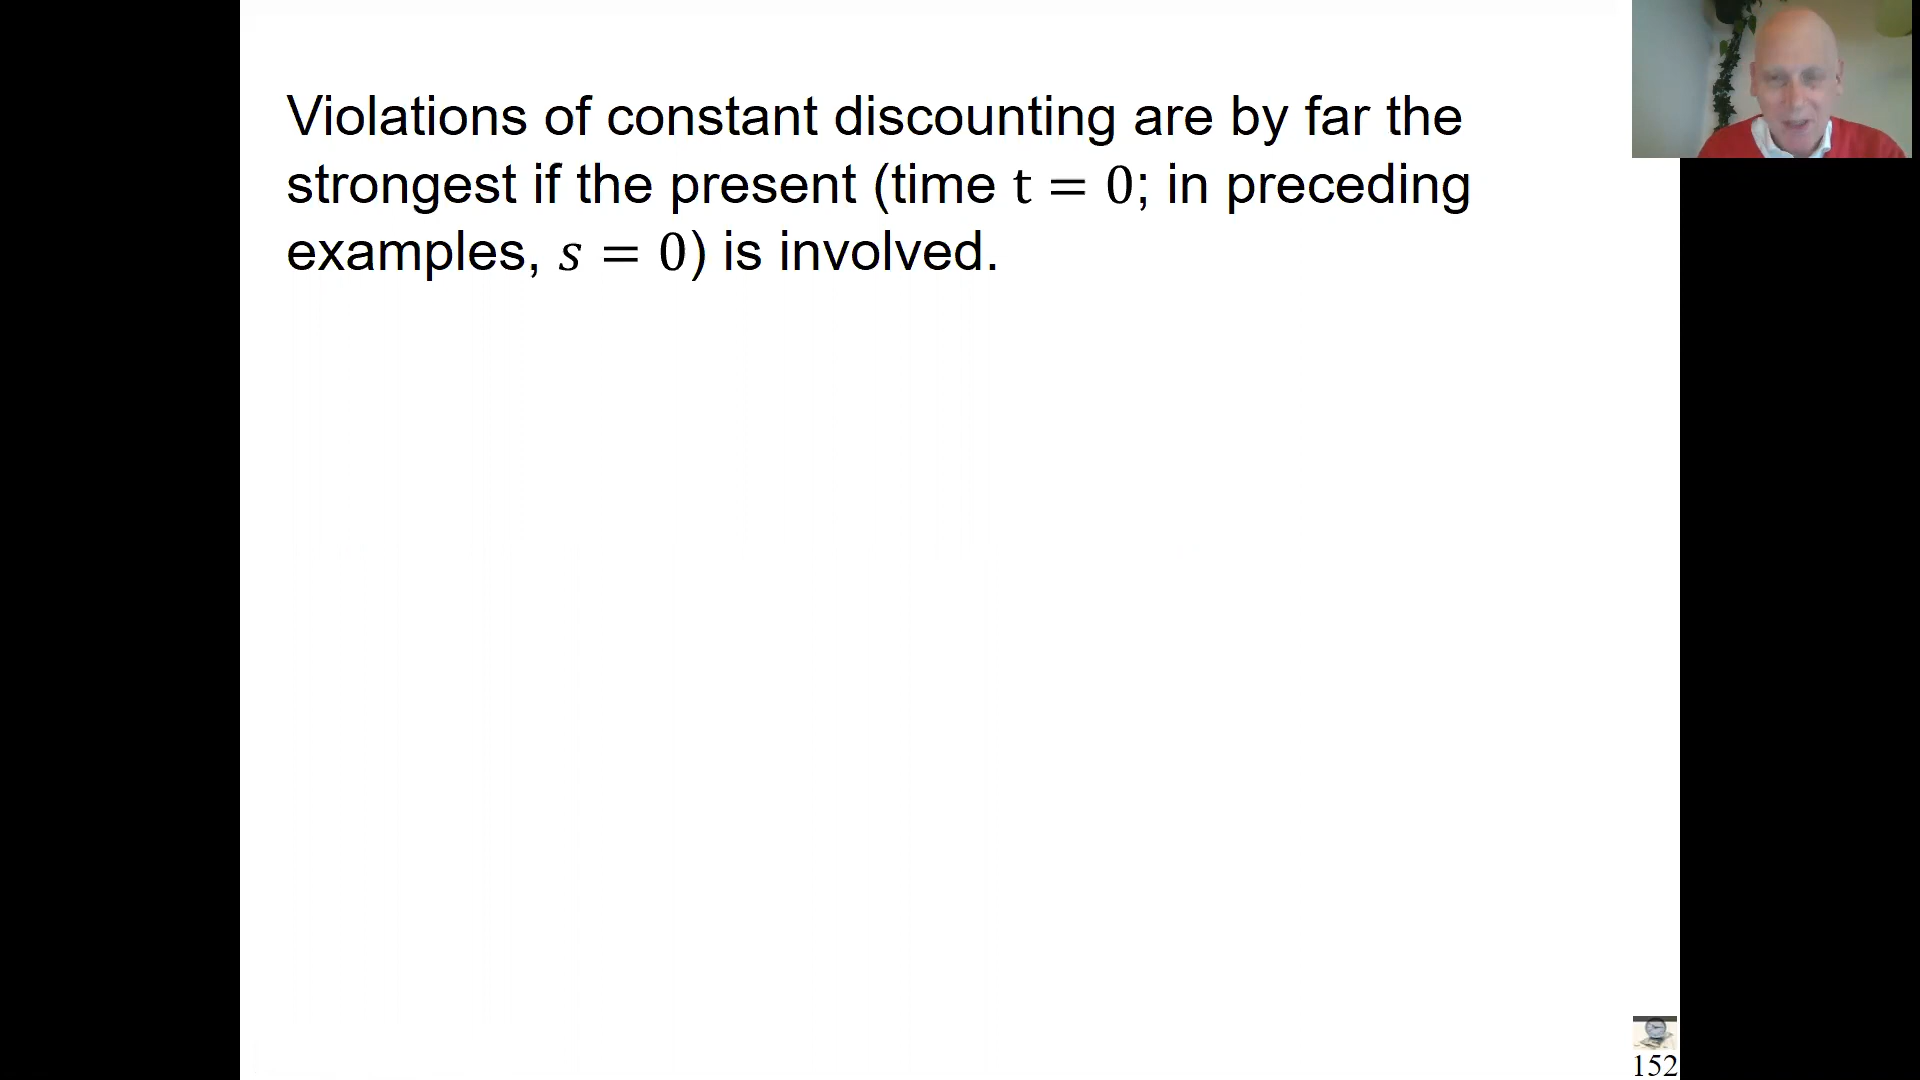 Violations of constant discounting are by far the
strongest if the present (time t = 0; in preceding
examples, s = 0) is involved.
152